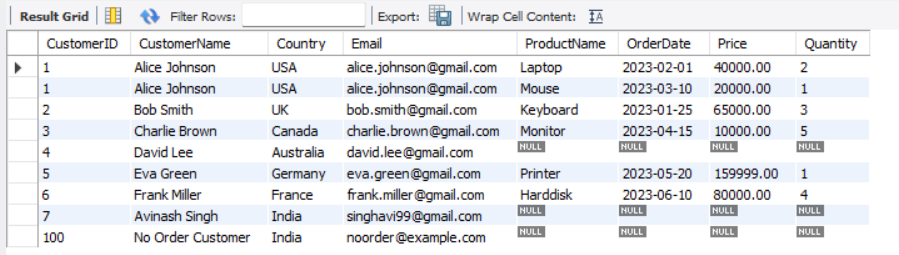 Result Grid Filter Rows: Export: Wrap Cell Content: IA
CustomerID CustomerName Country Email ProductName OrderDate Price Quantity
1 Alice Johnson USA alice.johnson@gmail.com Laptop 2023-02-01 40000.00 2
1 Alice Johnson USA alice.johnson@gmail.com Mouse 2023-03-10 20000.00 1
2 Bob Smith UK bob.smith@gmail.com Keyboard 2023-01-25 65000.00 3
3 Charlie Brown Canada charlie.brown@gmail.com Monitor 2023-04-15 10000.00 5
4 David Lee Australia david.lee@gmail.com NULL NULL NULL NULL
5 Eva Green Germany eva.green@gmail.com Printer 2023-05-20 159999.00 1
6 Frank Miller France frank.miller@gmail.com Harddisk 2023-06-10 80000.00 4
7 Avinash Singh India singhavi99@gmail.com NULL NULL NULL NULL
100 No Order Customer India noorder@example.com NULL NULL NULL NULL